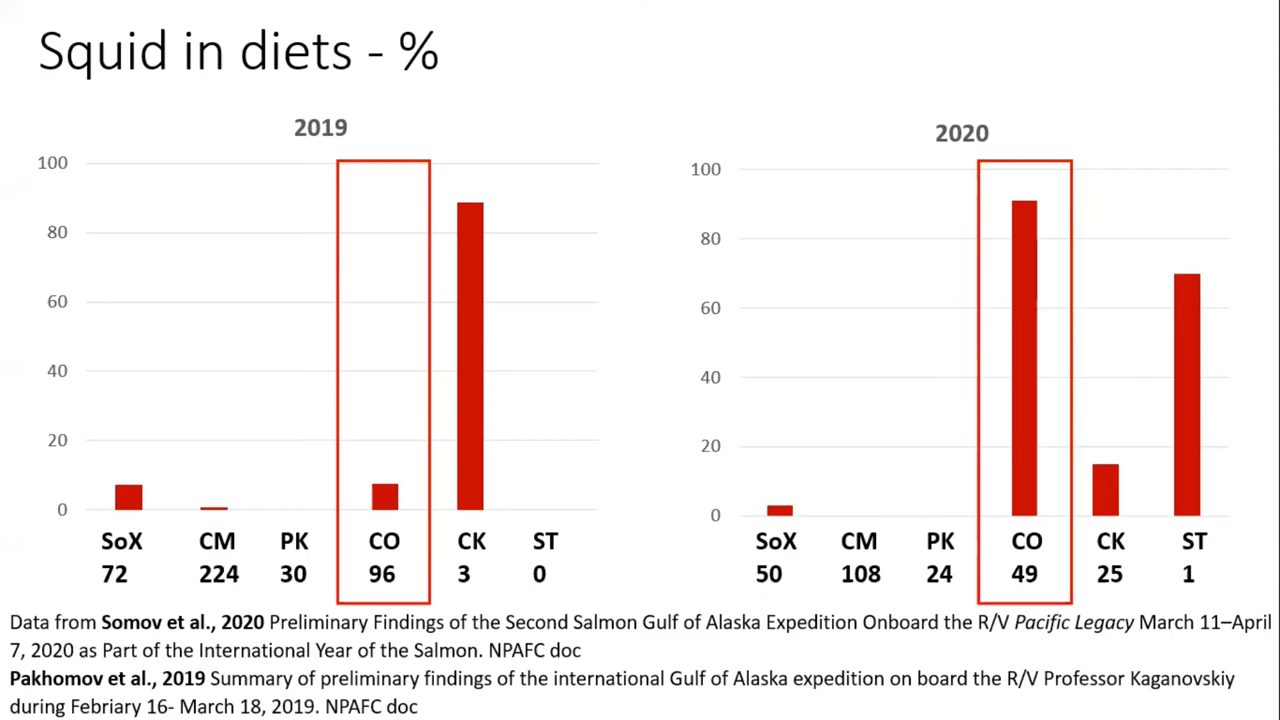 Squid in diets - %
2019
100
80
60
40
20
0
SoX CM PK CO CK ST
72 224 30 96 3 0
2020
100
80
60
40
20
0
SoX CM PK CO CK ST
50 108 24 49 25 1
Data from Somov et al., 2020 Preliminary Findings of the Second Salmon Gulf of Alaska Expedition Onboard the R/V Pacific Legacy March 11–April
7, 2020 as Part of the International Year of the Salmon. NPAFC doc
Pakhomov et al., 2019 Summary of preliminary findings of the international Gulf of Alaska expedition on board the R/V Professor Kaganovskiy
during Febriary 16- March 18, 2019. NPAFC doc